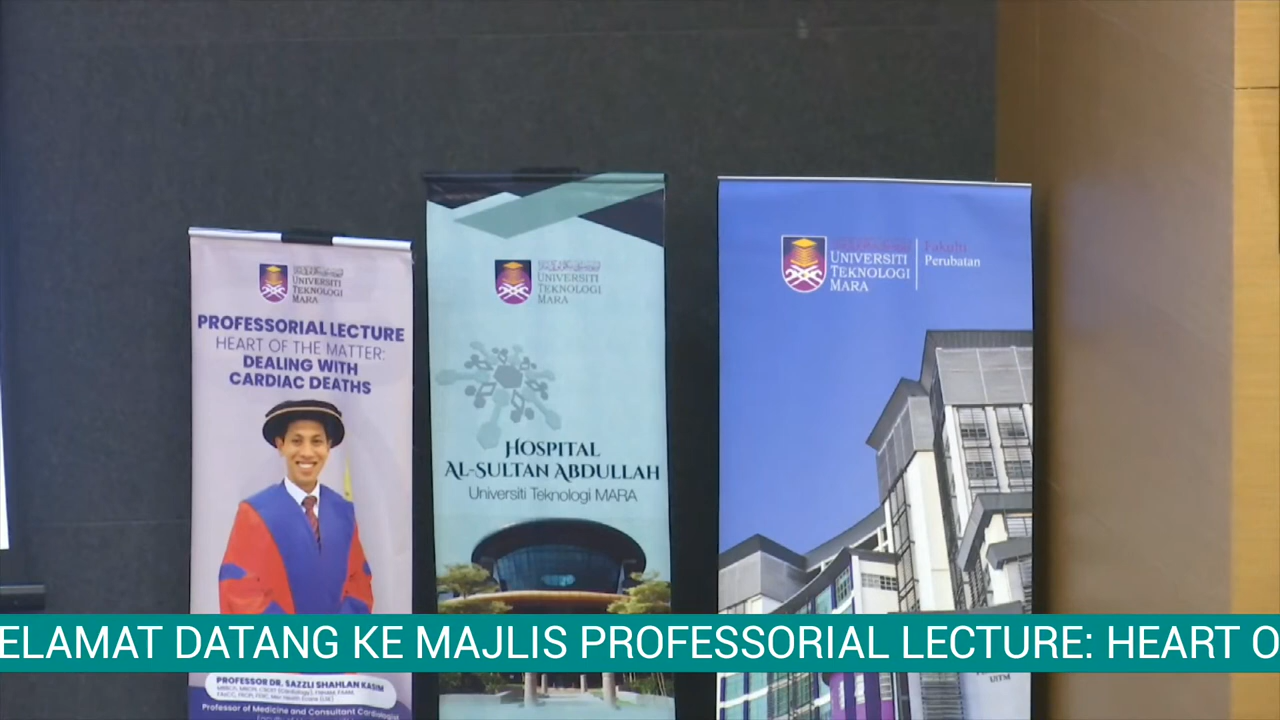 UNIVERSITI
TEKNOLOGI
MARA
PROFESSORIAL LECTURE
HEART OF THE MATTER:
DEALING WITH
CARDIAC DEATHS
UNIVERSITI
TEKNOLOGI
MARA
HOSPITAL
AL-SULTAN ABDULLAH
Universiti Teknologi MARA
UNIVERSITI
TEKNOLOGI
MARA
Fakulti
Perubatan
ELAMAT DATANG KE MAJLIS PROFESSORIAL LECTURE: HEART O
PROFESSOR DR. SAZZLI SHAHLAN KASIM
Professor of Medicine and Consultant Cardiologist
UiTM